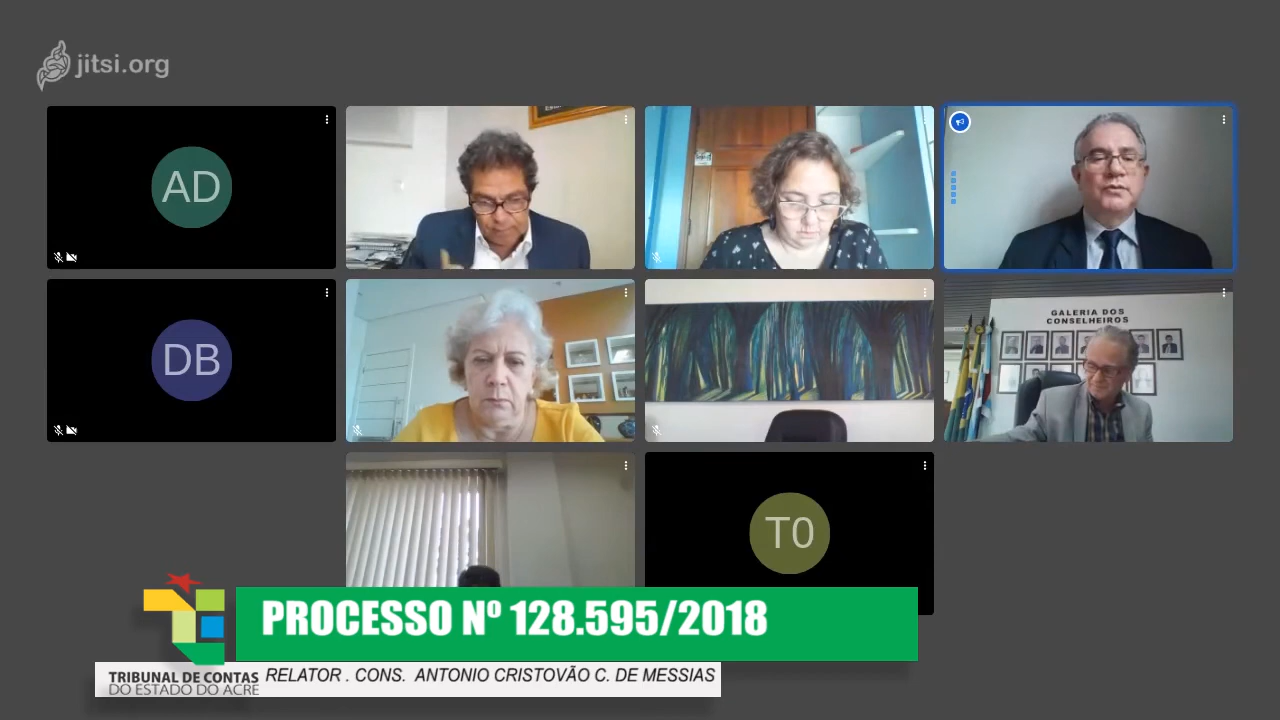 jitsi.org
AD
DB
GALERIA DOS
CONSELHEIROS
T0
PROCESSO Nº 128.595/2018
TRIBUNAL DE CONTAS
DO ESTADO DO ACRE
RELATOR . CONS. ANTONIO CRISTOVÃO C. DE MESSIAS